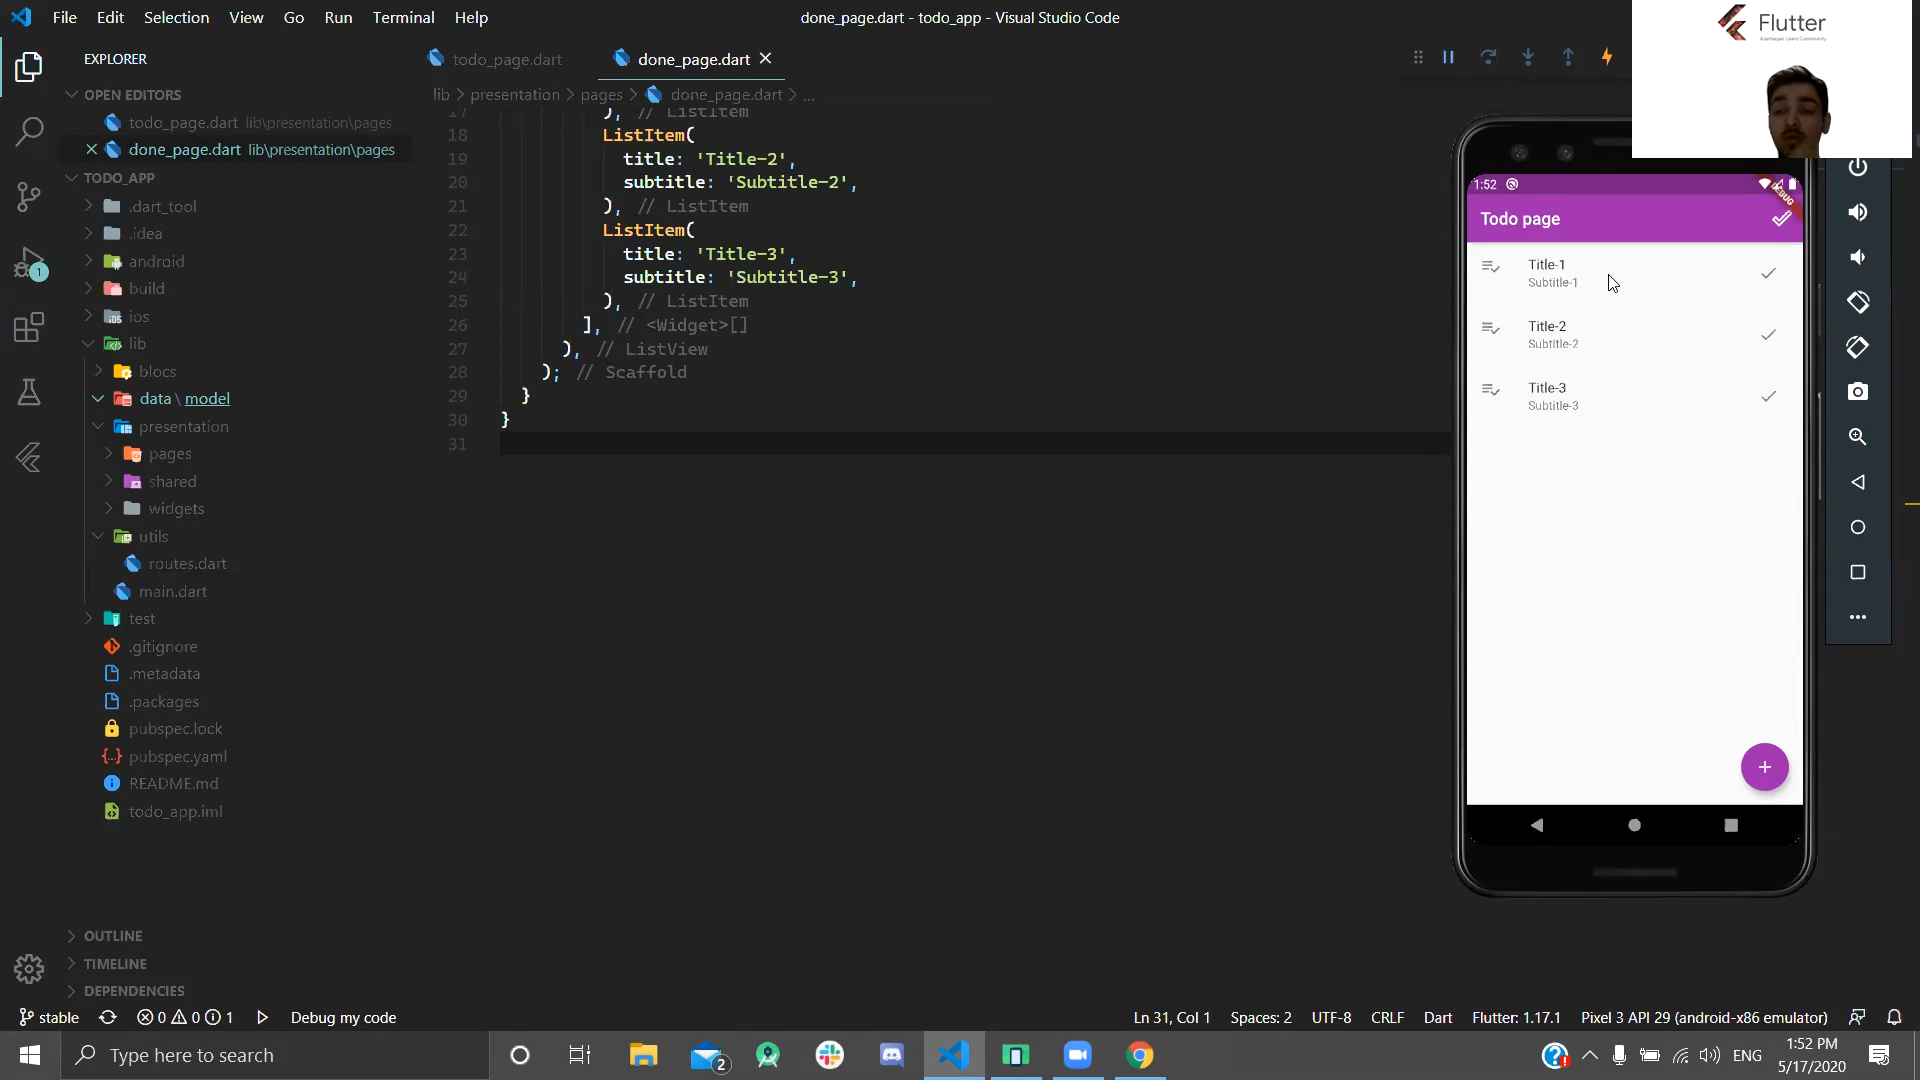 File Edit Selection View Go Run Terminal Help
done_page.dart - todo_app - Visual Studio Code
Flutter
EXPLORER
todo_page.dart
done_page.dart
OPEN EDITORS
todo_page.dart lib\presentation\pages
done_page.dart lib\presentation\pages
TODO_APP
.dart_tool
.idea
android
build
ios
lib
blocs
data \ model
presentation
pages
shared
widgets
utils
routes.dart
main.dart
test
.gitignore
.metadata
.packages
pubspec.lock
pubspec.yaml
README.md
todo_app.iml
OUTLINE
TIMELINE
DEPENDENCIES
lib > presentation > pages > done_page.dart > ...
17 ), // ListItem
18 ListItem(
19 title: 'Title-2',
20 subtitle: 'Subtitle-2',
21 ), // ListItem
22 ListItem(
23 title: 'Title-3',
24 subtitle: 'Subtitle-3',
25 ), // ListItem
26 ], // <Widget>[]
27 ), // ListView
28 ); // Scaffold
29 }
30 }
31
1:52
DEBUG
Todo page
Title-1
Subtitle-1
Title-2
Subtitle-2
Title-3
Subtitle-3
+
stable 0 0 1 Debug my code
Ln 31, Col 1 Spaces: 2 UTF-8 CRLF Dart Flutter: 1.17.1 Pixel 3 API 29 (android-x86 emulator)
Type here to search
2
ENG
1:52 PM
5/17/2020
1